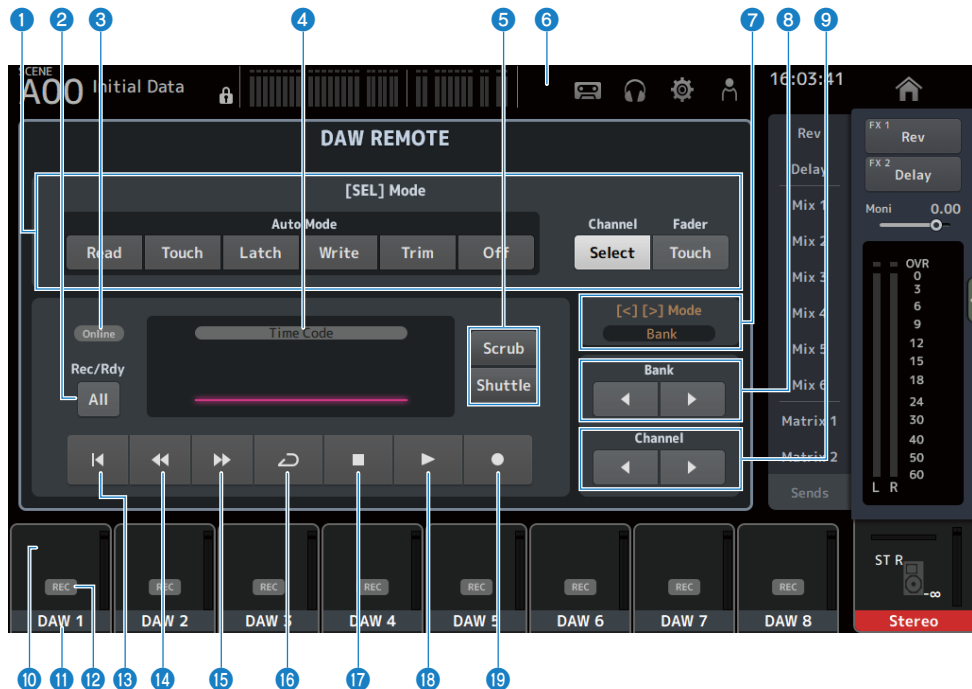 1 2 3 4 5 6 7 8 9
SCENE
A00 Initial Data
16:03:41
DAW REMOTE
[SEL] Mode
Auto Mode
Channel Fader
Read Touch Latch Write Trim Off Select Touch
Online
Time Code
Rec/Rdy
All
Scrub
Shuttle
[<] [>] Mode
Bank
Bank
Channel
Rev
Delay
Mix 1
Mix 2
Mix 3
Mix 4
Mix 5
Mix 6
Matrix 1
Matrix 2
Sends
FX 1
Rev
FX 2
Delay
Moni 0.00
OVR
0
3
6
9
12
15
18
24
30
40
50
60
L R
REC REC REC REC REC REC REC REC
DAW 1 DAW 2 DAW 3 DAW 4 DAW 5 DAW 6 DAW 7 DAW 8
ST R
-∞
Stereo
10 11 12 13 14 15 16 17 18 19